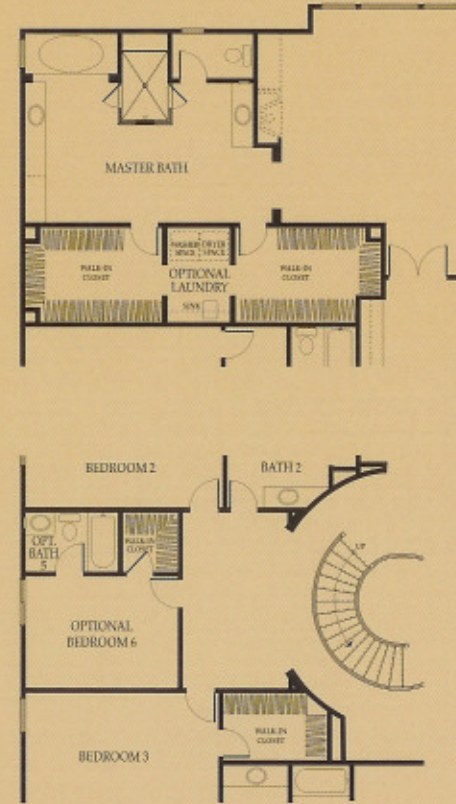 MASTER BATH
WASHER DRYER
SPACE SPACE
WALK-IN
CLOSET
OPTIONAL
LAUNDRY
SINK
WALK-IN
CLOSET
BEDROOM 2
BATH 2
OPT.
BATH
5
WALK-IN
CLOSET
UP
OPTIONAL
BEDROOM 6
WALK-IN
CLOSET
BEDROOM 3